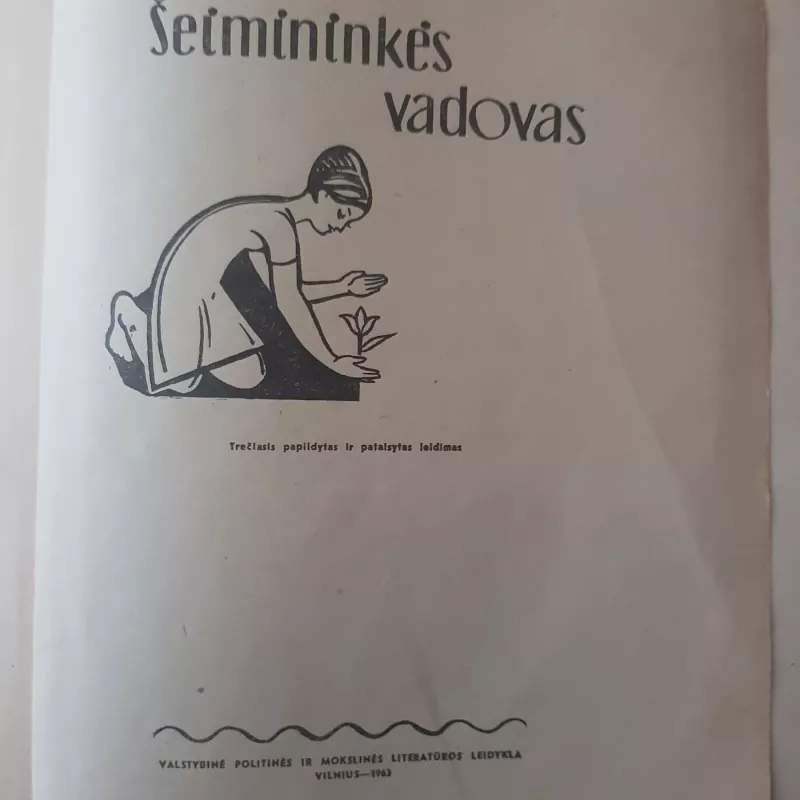 Šeimininkės
vadovas
Trečiasis papildytas ir pataisytas leidimas
VALSTYBINĖ POLITINĖS IR MOKSLINĖS LITERATŪROS LEIDYKLA
VILNIUS—1963